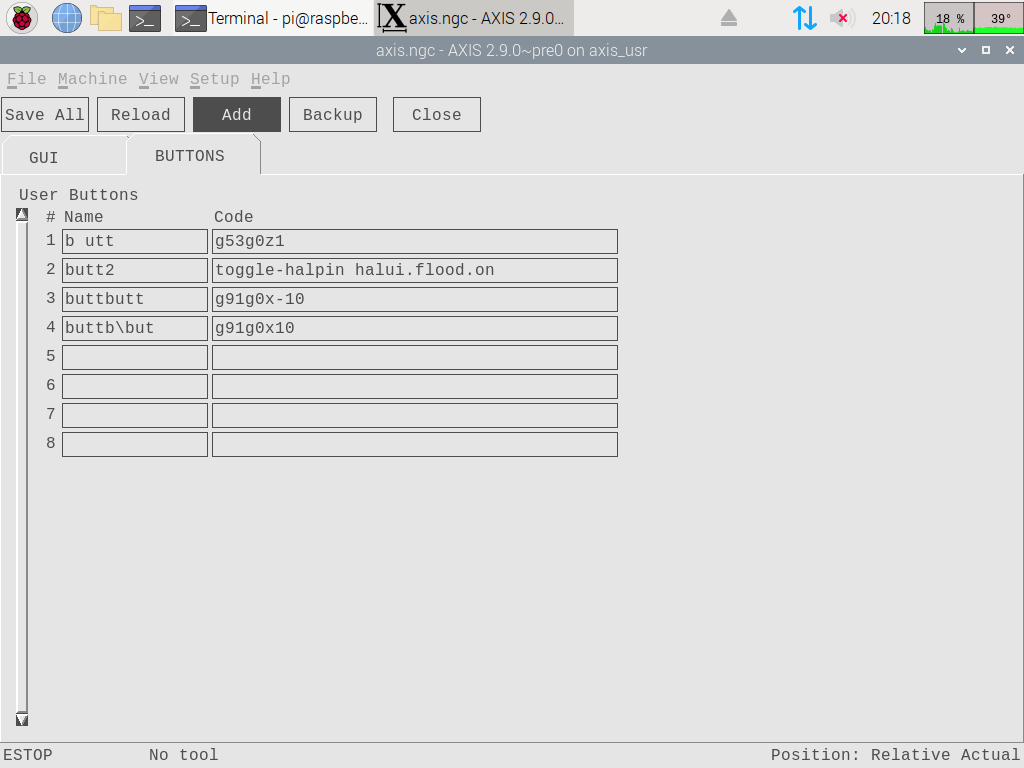 Terminal - pi@raspbe... axis.ngc - AXIS 2.9.0... 20:18 18 % 39°
axis.ngc - AXIS 2.9.0~pre0 on axis_usr
File Machine View Setup Help
Save All Reload Add Backup Close
GUI BUTTONS
User Buttons
# Name Code
1 b utt g53g0z1
2 butt2 toggle-halpin halui.flood.on
3 buttbutt g91g0x-10
4 buttb\but g91g0x10
5
6
7
8
ESTOP No tool Position: Relative Actual